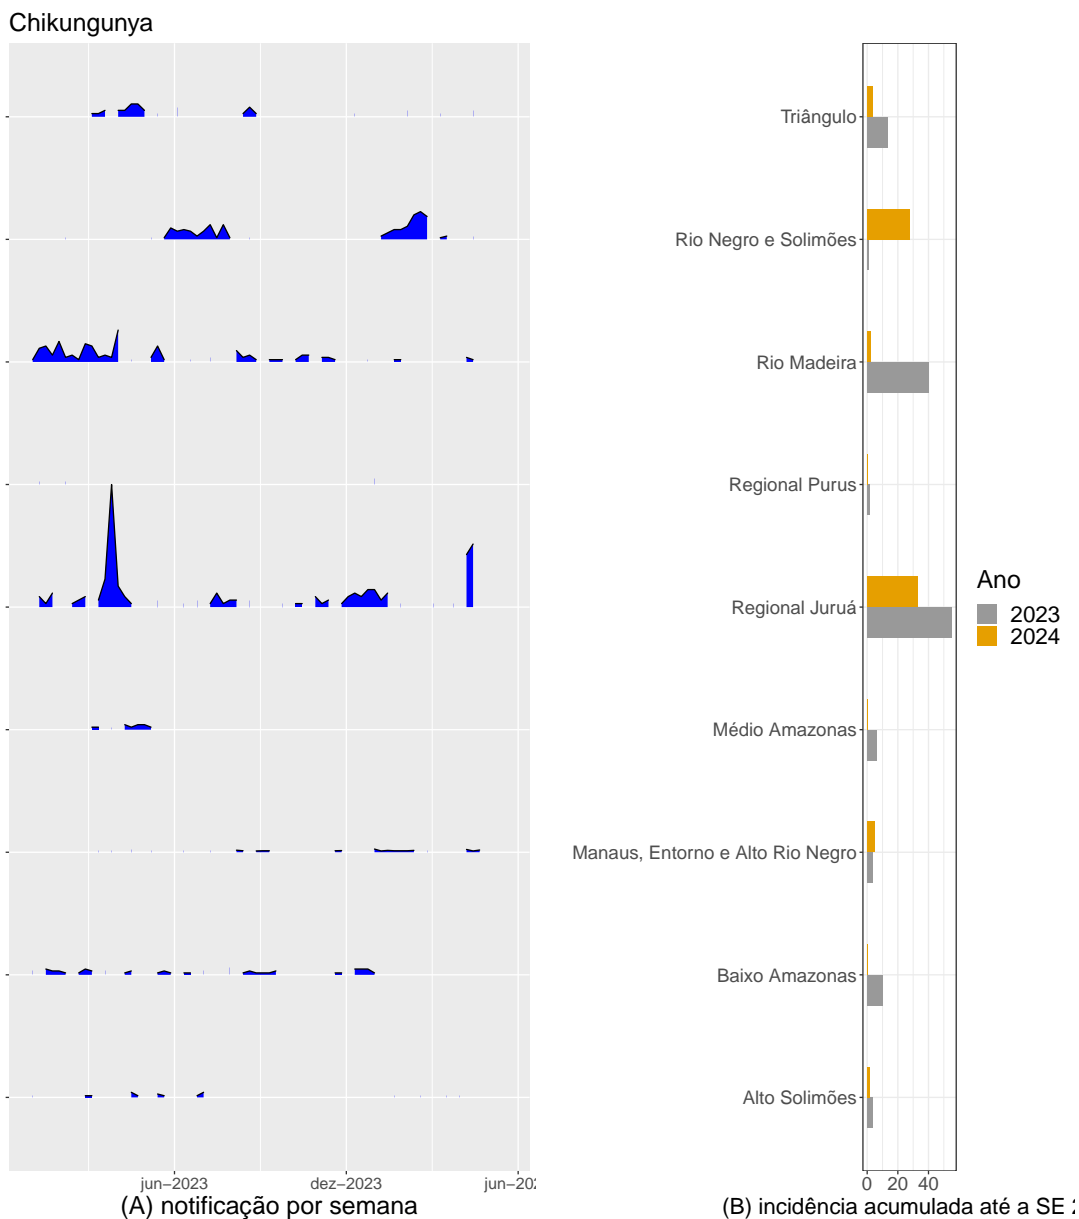 Chikungunya
Triângulo
Rio Negro e Solimões
Rio Madeira
Regional Purus
Regional Juruá
Médio Amazonas
Manaus, Entorno e Alto Rio Negro
Baixo Amazonas
Alto Solimões
Ano
2023
2024
jun–2023
dez–2023
0 20 40
(A) notificação por semana
(B) incidência acumulada até a SE